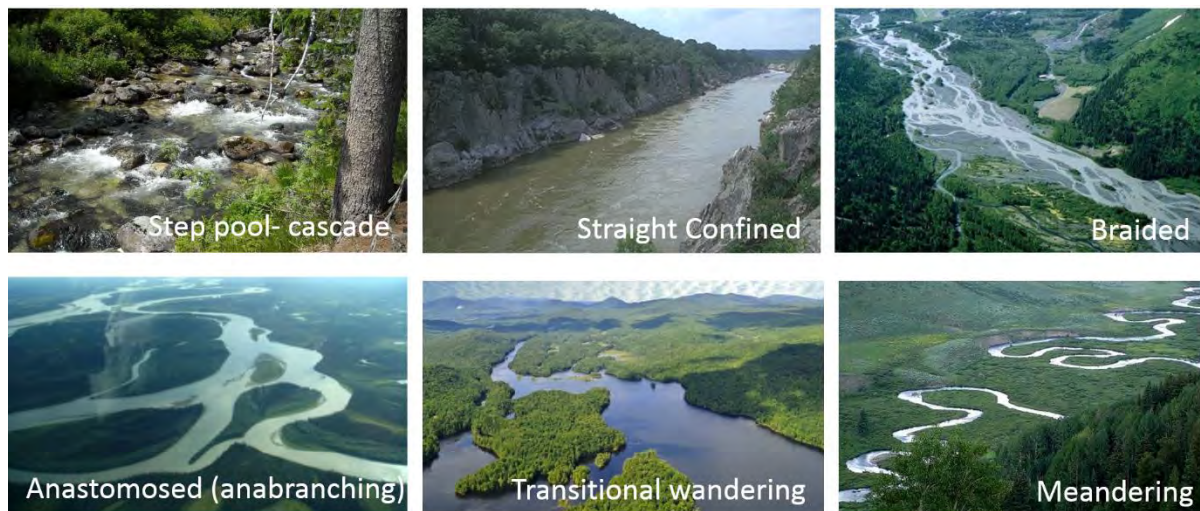 Step pool- cascade
Straight Confined
Braided
Anastomosed (anabranching)
Transitional wandering
Meandering